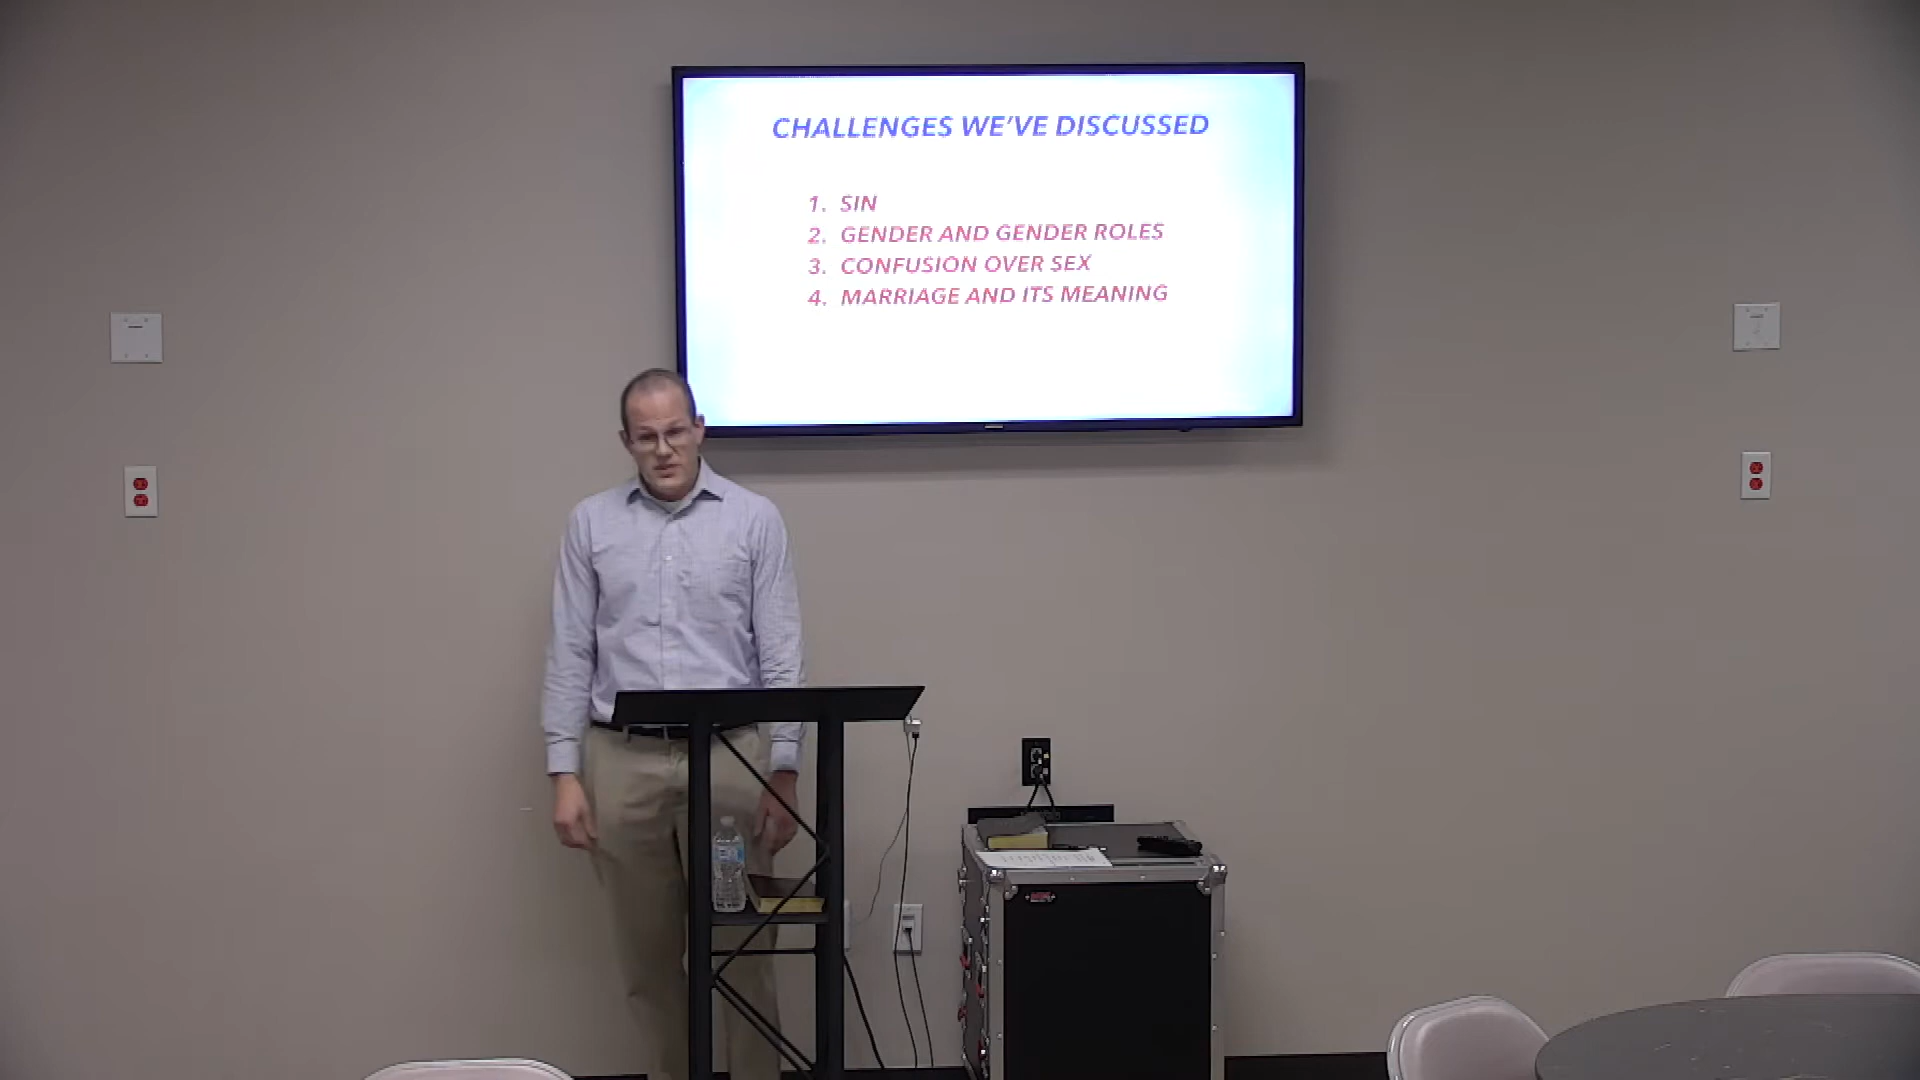 CHALLENGES WE'VE DISCUSSED
1. SIN
2. GENDER AND GENDER ROLES
3. CONFUSION OVER SEX
4. MARRIAGE AND ITS MEANING